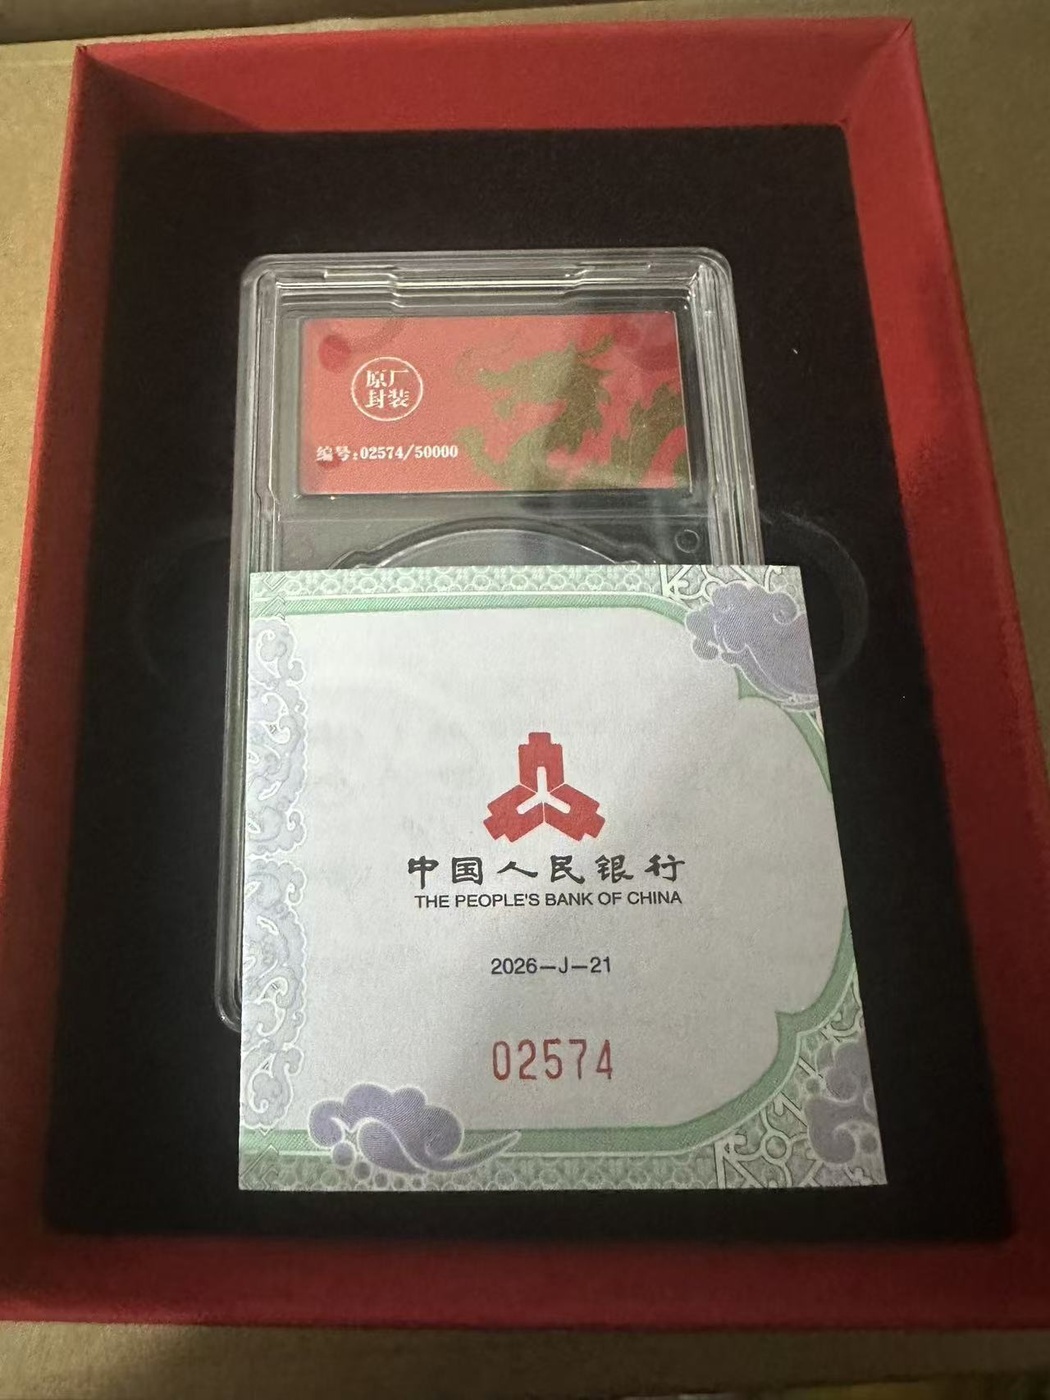 原厂
封装
编号:02574/50000
中国人民银行
THE PEOPLE'S BANK OF CHINA
2026—J—21
02574